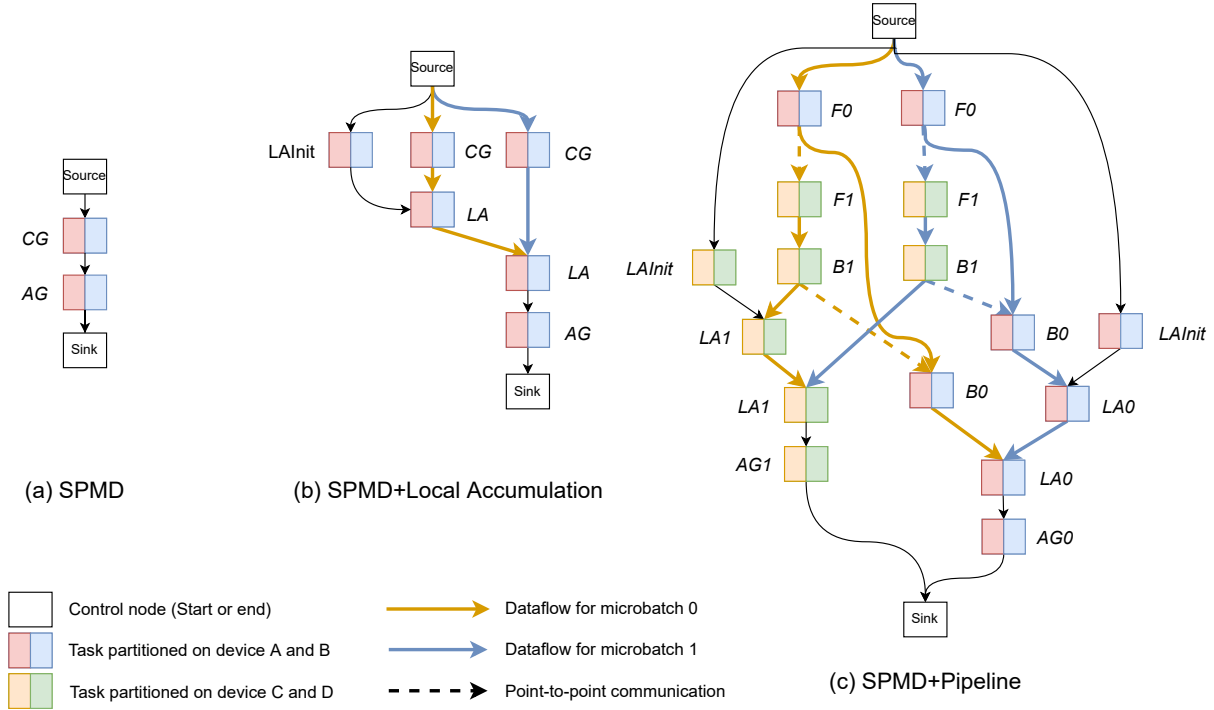 Source
CG
AG
Sink
(a) SPMD
Source
LAInit
CG
CG
LA
LA
AG
Sink
(b) SPMD+Local Accumulation
Source
F0
F0
F1
F1
LAInit
B1
B1
LA1
B0
LAInit
LA1
B0
LA0
AG1
LA0
AG0
Sink
(c) SPMD+Pipeline
Control node (Start or end)
Task partitioned on device A and B
Task partitioned on device C and D
Dataflow for microbatch 0
Dataflow for microbatch 1
Point-to-point communication